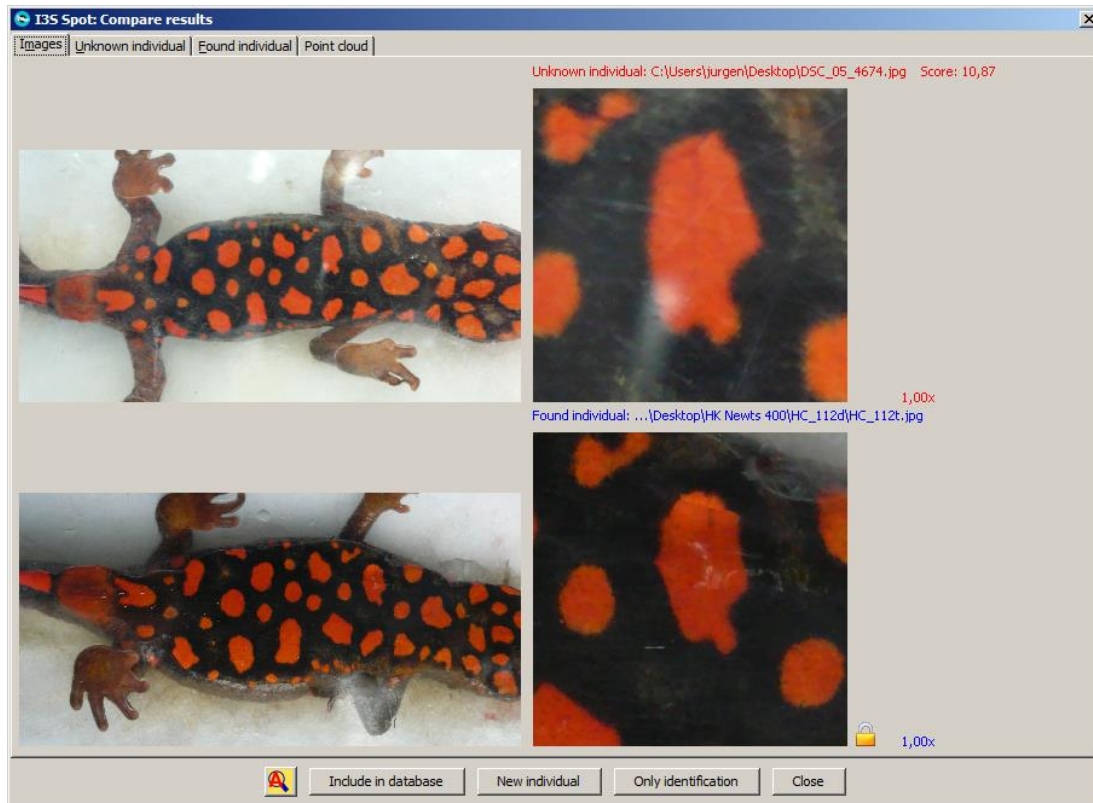 I3S Spot: Compare results
Images Unknown individual Found individual Point cloud
Unknown individual: C:\Users\jurgen\Desktop\DSC_05_4674.jpg Score: 10,87
1,00x
Found individual: ...\Desktop\HK Newts 400\HC_112d\HC_112t.jpg
1,00x
Include in database New individual Only identification Close